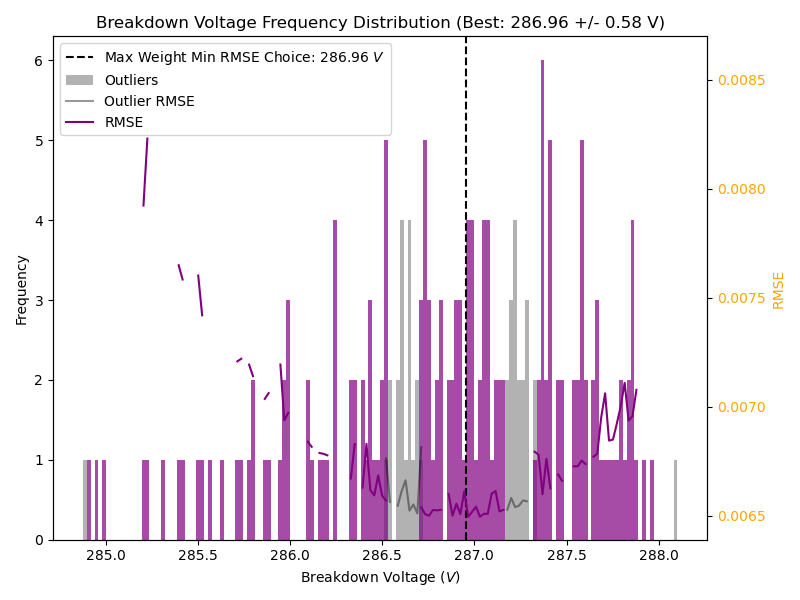 Breakdown Voltage Frequency Distribution (Best: 286.96 +/- 0.58 V)
Max Weight Min RMSE Choice: 286.96 V
Outliers
Outlier RMSE
RMSE
Frequency
6
5
4
3
2
1
0
0.0085
0.0080
0.0075
0.0070
0.0065
RMSE
285.0 285.5 286.0 286.5 287.0 287.5 288.0
Breakdown Voltage (V)